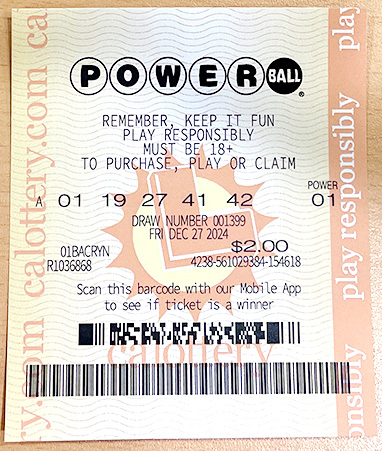 POWERBALL®
REMEMBER, KEEP IT FUN
PLAY RESPONSIBLY
MUST BE 18+
TO PURCHASE, PLAY OR CLAIM
POWER
A 01 19 27 41 42 01
DRAW NUMBER 001399
FRI DEC 27 2024
$2.00
01BACRYN
R1036868 4238-561029384-154618
Scan this barcode with our Mobile App
to see if ticket is a winner
calottery
calottery.com
play responsibly